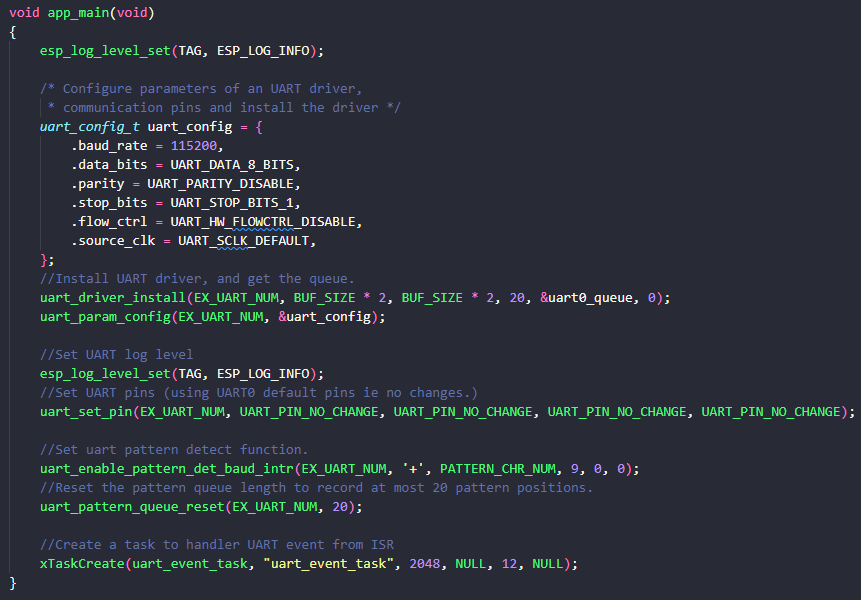 void app_main(void)
{
    esp_log_level_set(TAG, ESP_LOG_INFO);

    /* Configure parameters of an UART driver,
     * communication pins and install the driver */
    uart_config_t uart_config = {
        .baud_rate = 115200,
        .data_bits = UART_DATA_8_BITS,
        .parity = UART_PARITY_DISABLE,
        .stop_bits = UART_STOP_BITS_1,
        .flow_ctrl = UART_HW_FLOWCTRL_DISABLE,
        .source_clk = UART_SCLK_DEFAULT,
    };
    //Install UART driver, and get the queue.
    uart_driver_install(EX_UART_NUM, BUF_SIZE * 2, BUF_SIZE * 2, 20, &uart0_queue, 0);
    uart_param_config(EX_UART_NUM, &uart_config);

    //Set UART log level
    esp_log_level_set(TAG, ESP_LOG_INFO);
    //Set UART pins (using UART0 default pins ie no changes.)
    uart_set_pin(EX_UART_NUM, UART_PIN_NO_CHANGE, UART_PIN_NO_CHANGE, UART_PIN_NO_CHANGE, UART_PIN_NO_CHANGE);

    //Set uart pattern detect function.
    uart_enable_pattern_det_baud_intr(EX_UART_NUM, '+', PATTERN_CHR_NUM, 9, 0, 0);
    //Reset the pattern queue length to record at most 20 pattern positions.
    uart_pattern_queue_reset(EX_UART_NUM, 20);

    //Create a task to handler UART event from ISR
    xTaskCreate(uart_event_task, "uart_event_task", 2048, NULL, 12, NULL);
}